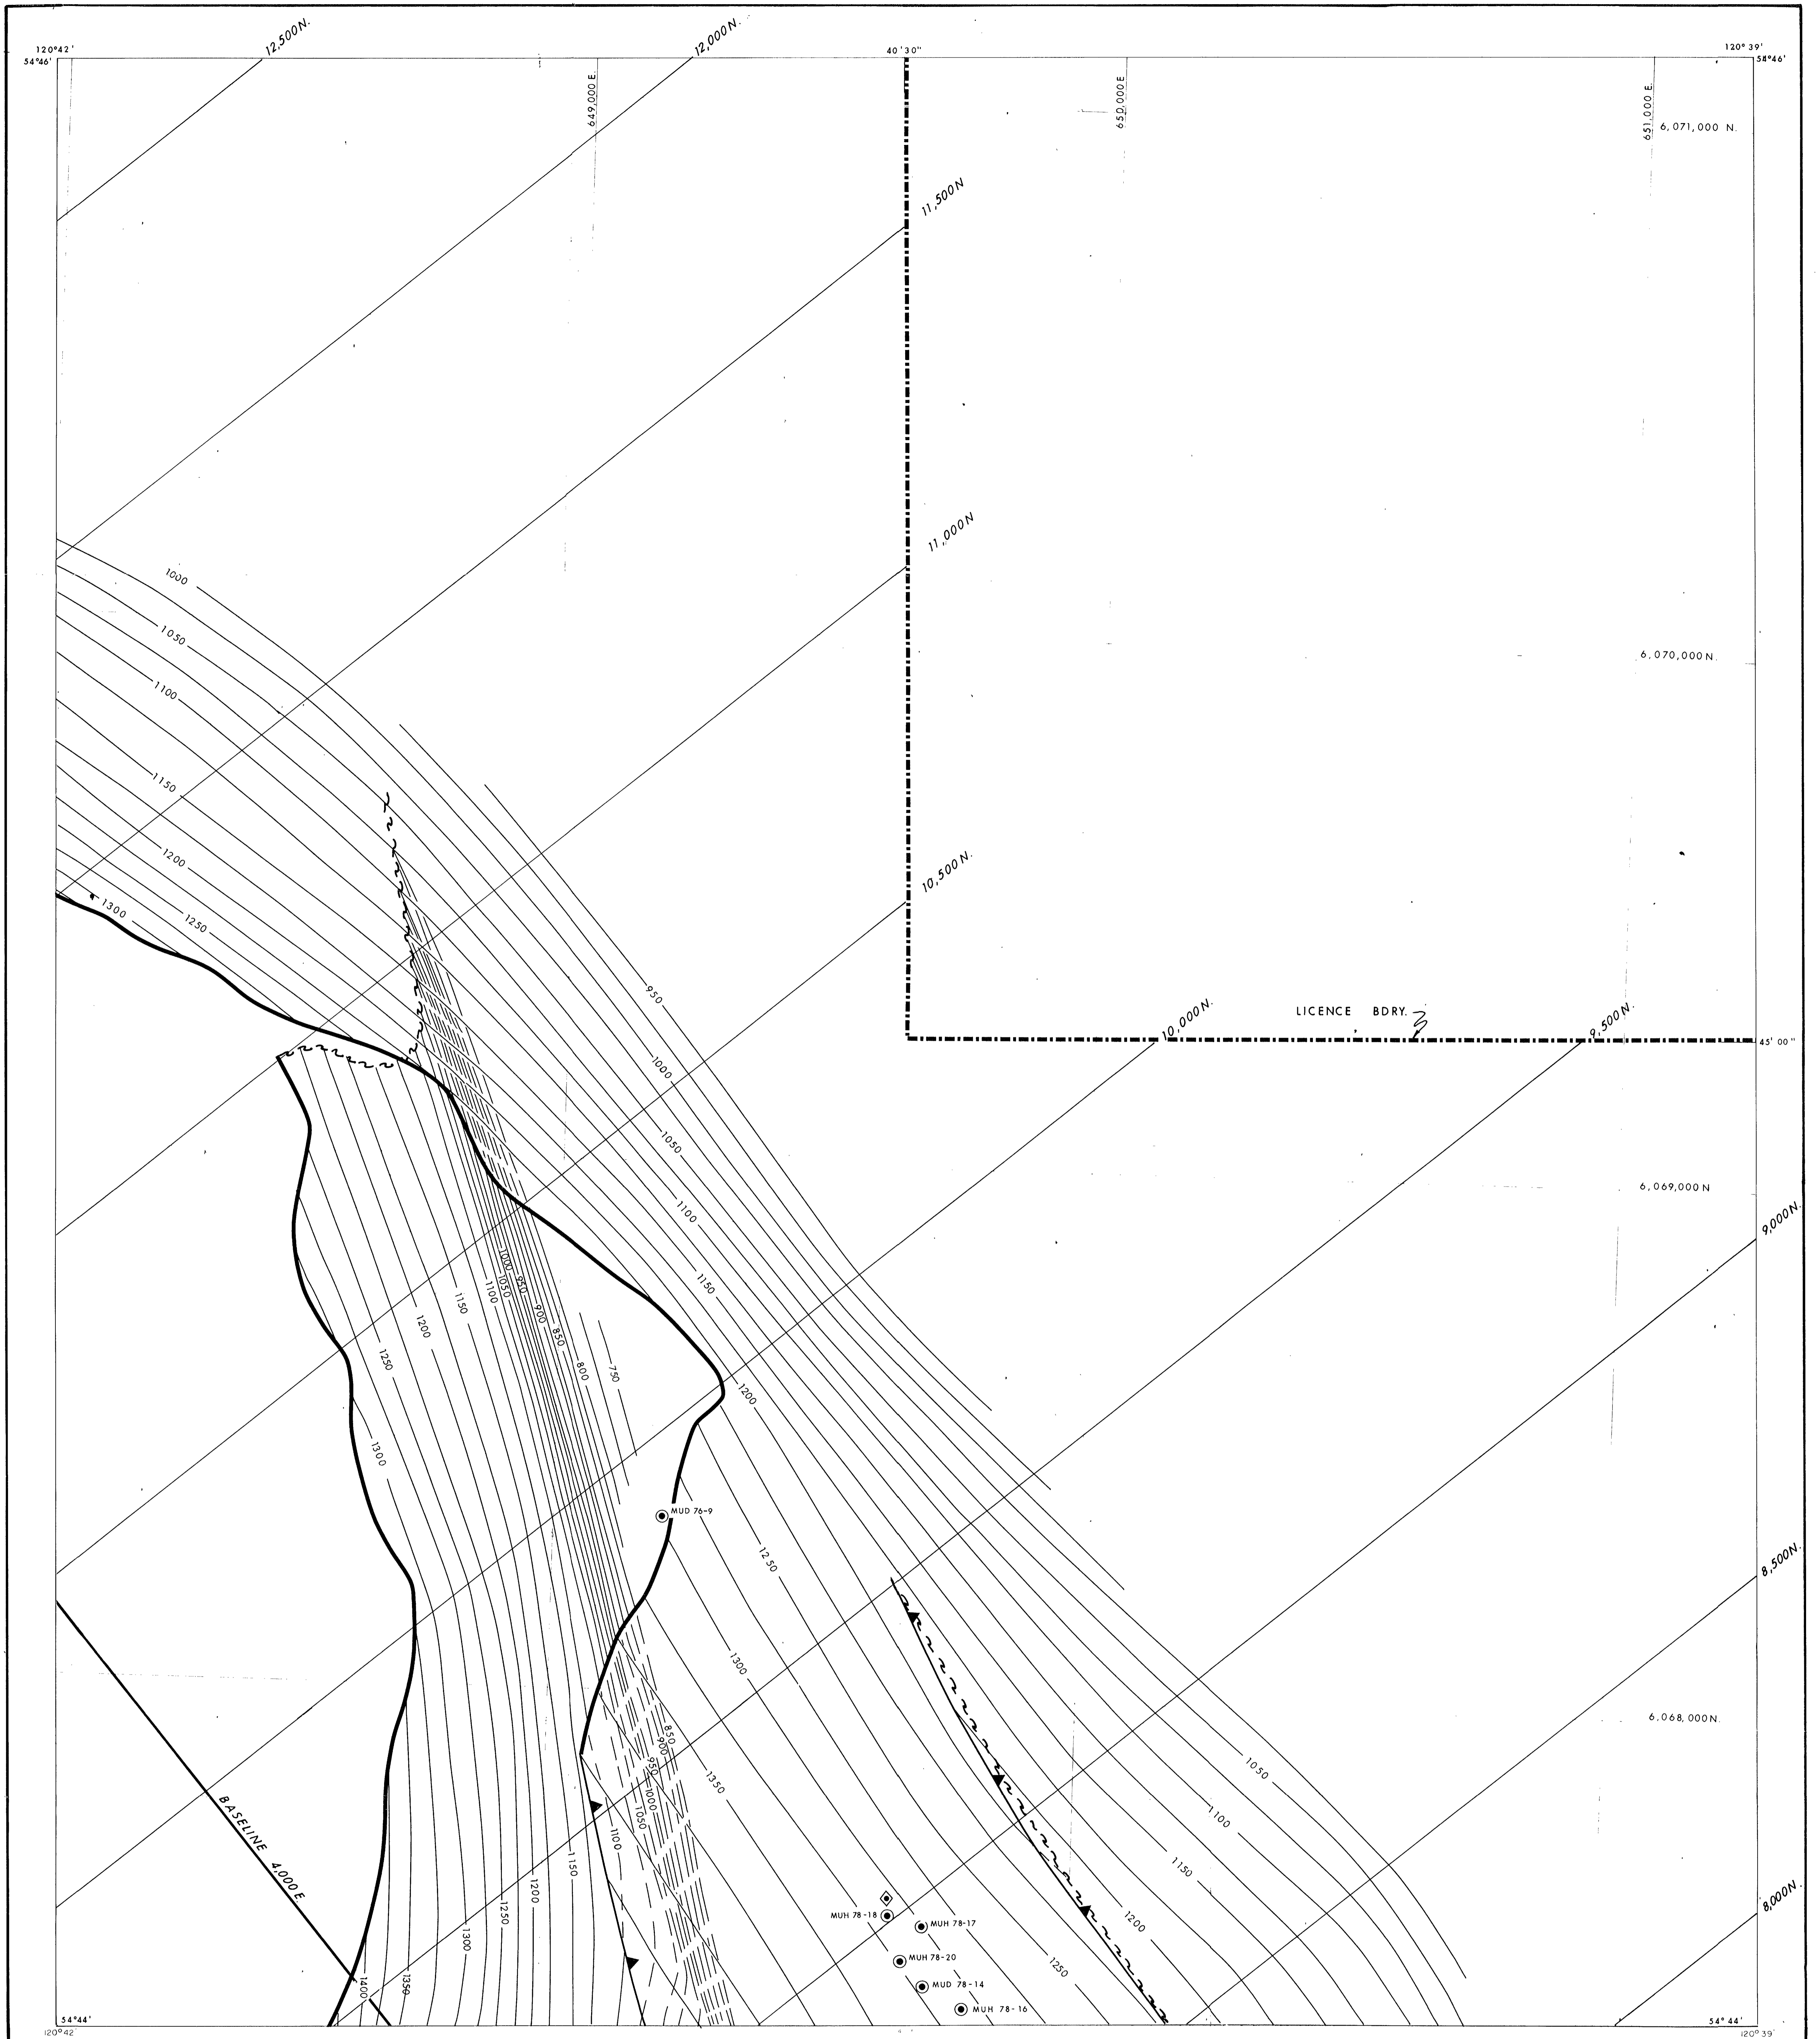 12,500N.
12,000N.
120°42'
40'30"
120°39'
54°46'
54°46'
649,000 E.
650,000 E
651,000 E.
6,071,000 N.
11,500N
11,000N
1000
1050
6,070,000N.
1100
1150
1200
10,500N.
1300
1250
950
10,000N.
LICENCE BDRY.
9,500N.
45'00"
1000
1050
6,069,000N
1100
9,000N.
1000
950
1050
1100
1150
1150
900
1200
850
1250
800
750
1200
1300
MUD 76-9
1250
8,500N.
1300
6,068,000N.
850
900
950
1000
1050
1350
1050
BASELINE 4,000E
1100
1100
1150
1150
1200
1250
8,000N.
MUH 78-18
MUH 78-17
1200
1300
MUH 78-20
1250
1400
1350
MUD 78-14
MUH 78-16
54°44'
54°44'
120°42'
120°39'